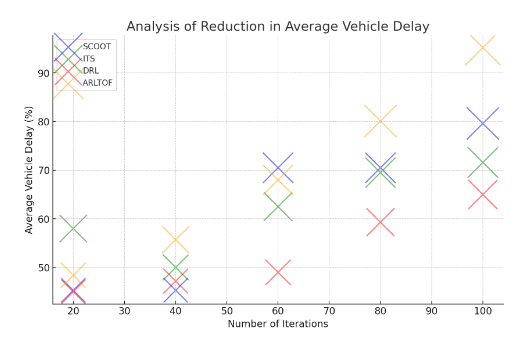 Analysis of Reduction in Average Vehicle Delay
SCOOT
ITS
DRL
ARLTOF
Average Vehicle Delay (%)
90
80
70
60
50
20 30 40 50 60 70 80 90 100
Number of Iterations